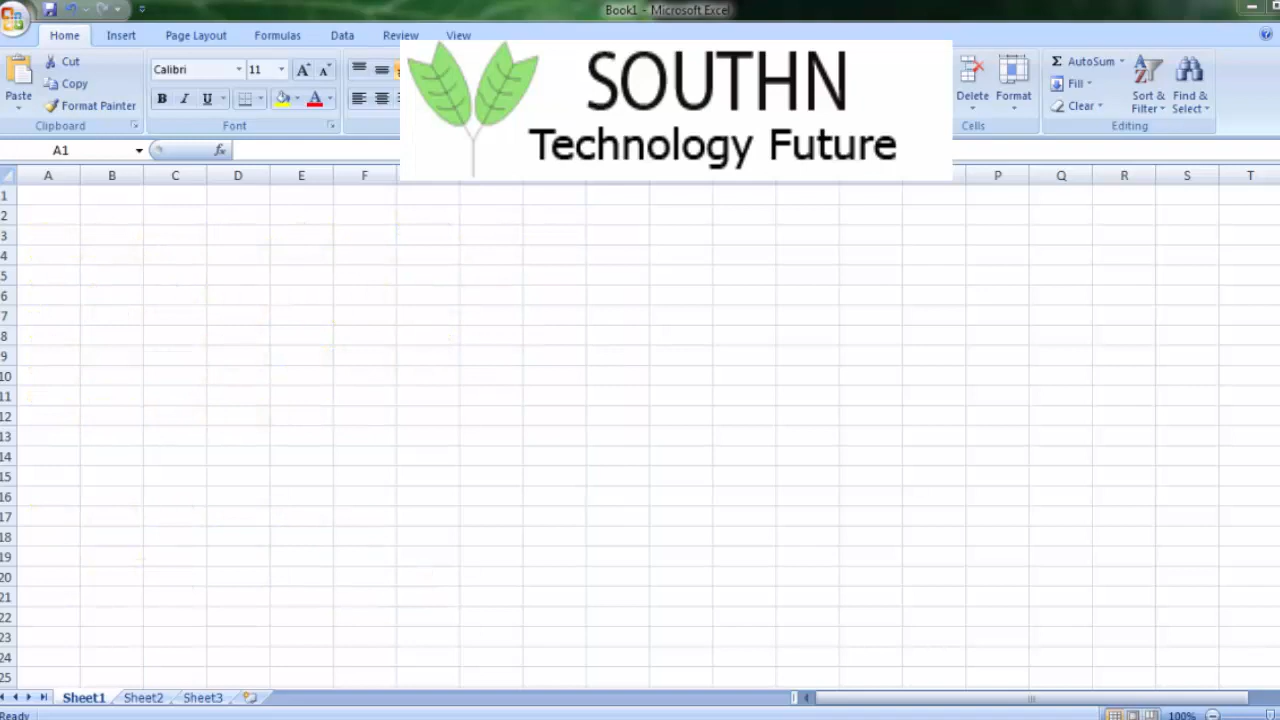 Book1 - Microsoft Excel
Home Insert Page Layout Formulas Data Review View
SOUTHN
Technology Future
Paste
Cut
Copy
Format Painter
Clipboard
Calibri 11
A A
B I U A
Font
Delete Format
Cells
Σ AutoSum
Fill
Clear
Sort & Filter
Find & Select
Editing
A1 fx
A B C D E F P Q R S T
1
2
3
4
5
6
7
8
9
10
11
12
13
14
15
16
17
18
19
20
21
22
23
24
25
Sheet1 Sheet2 Sheet3
Ready 100%